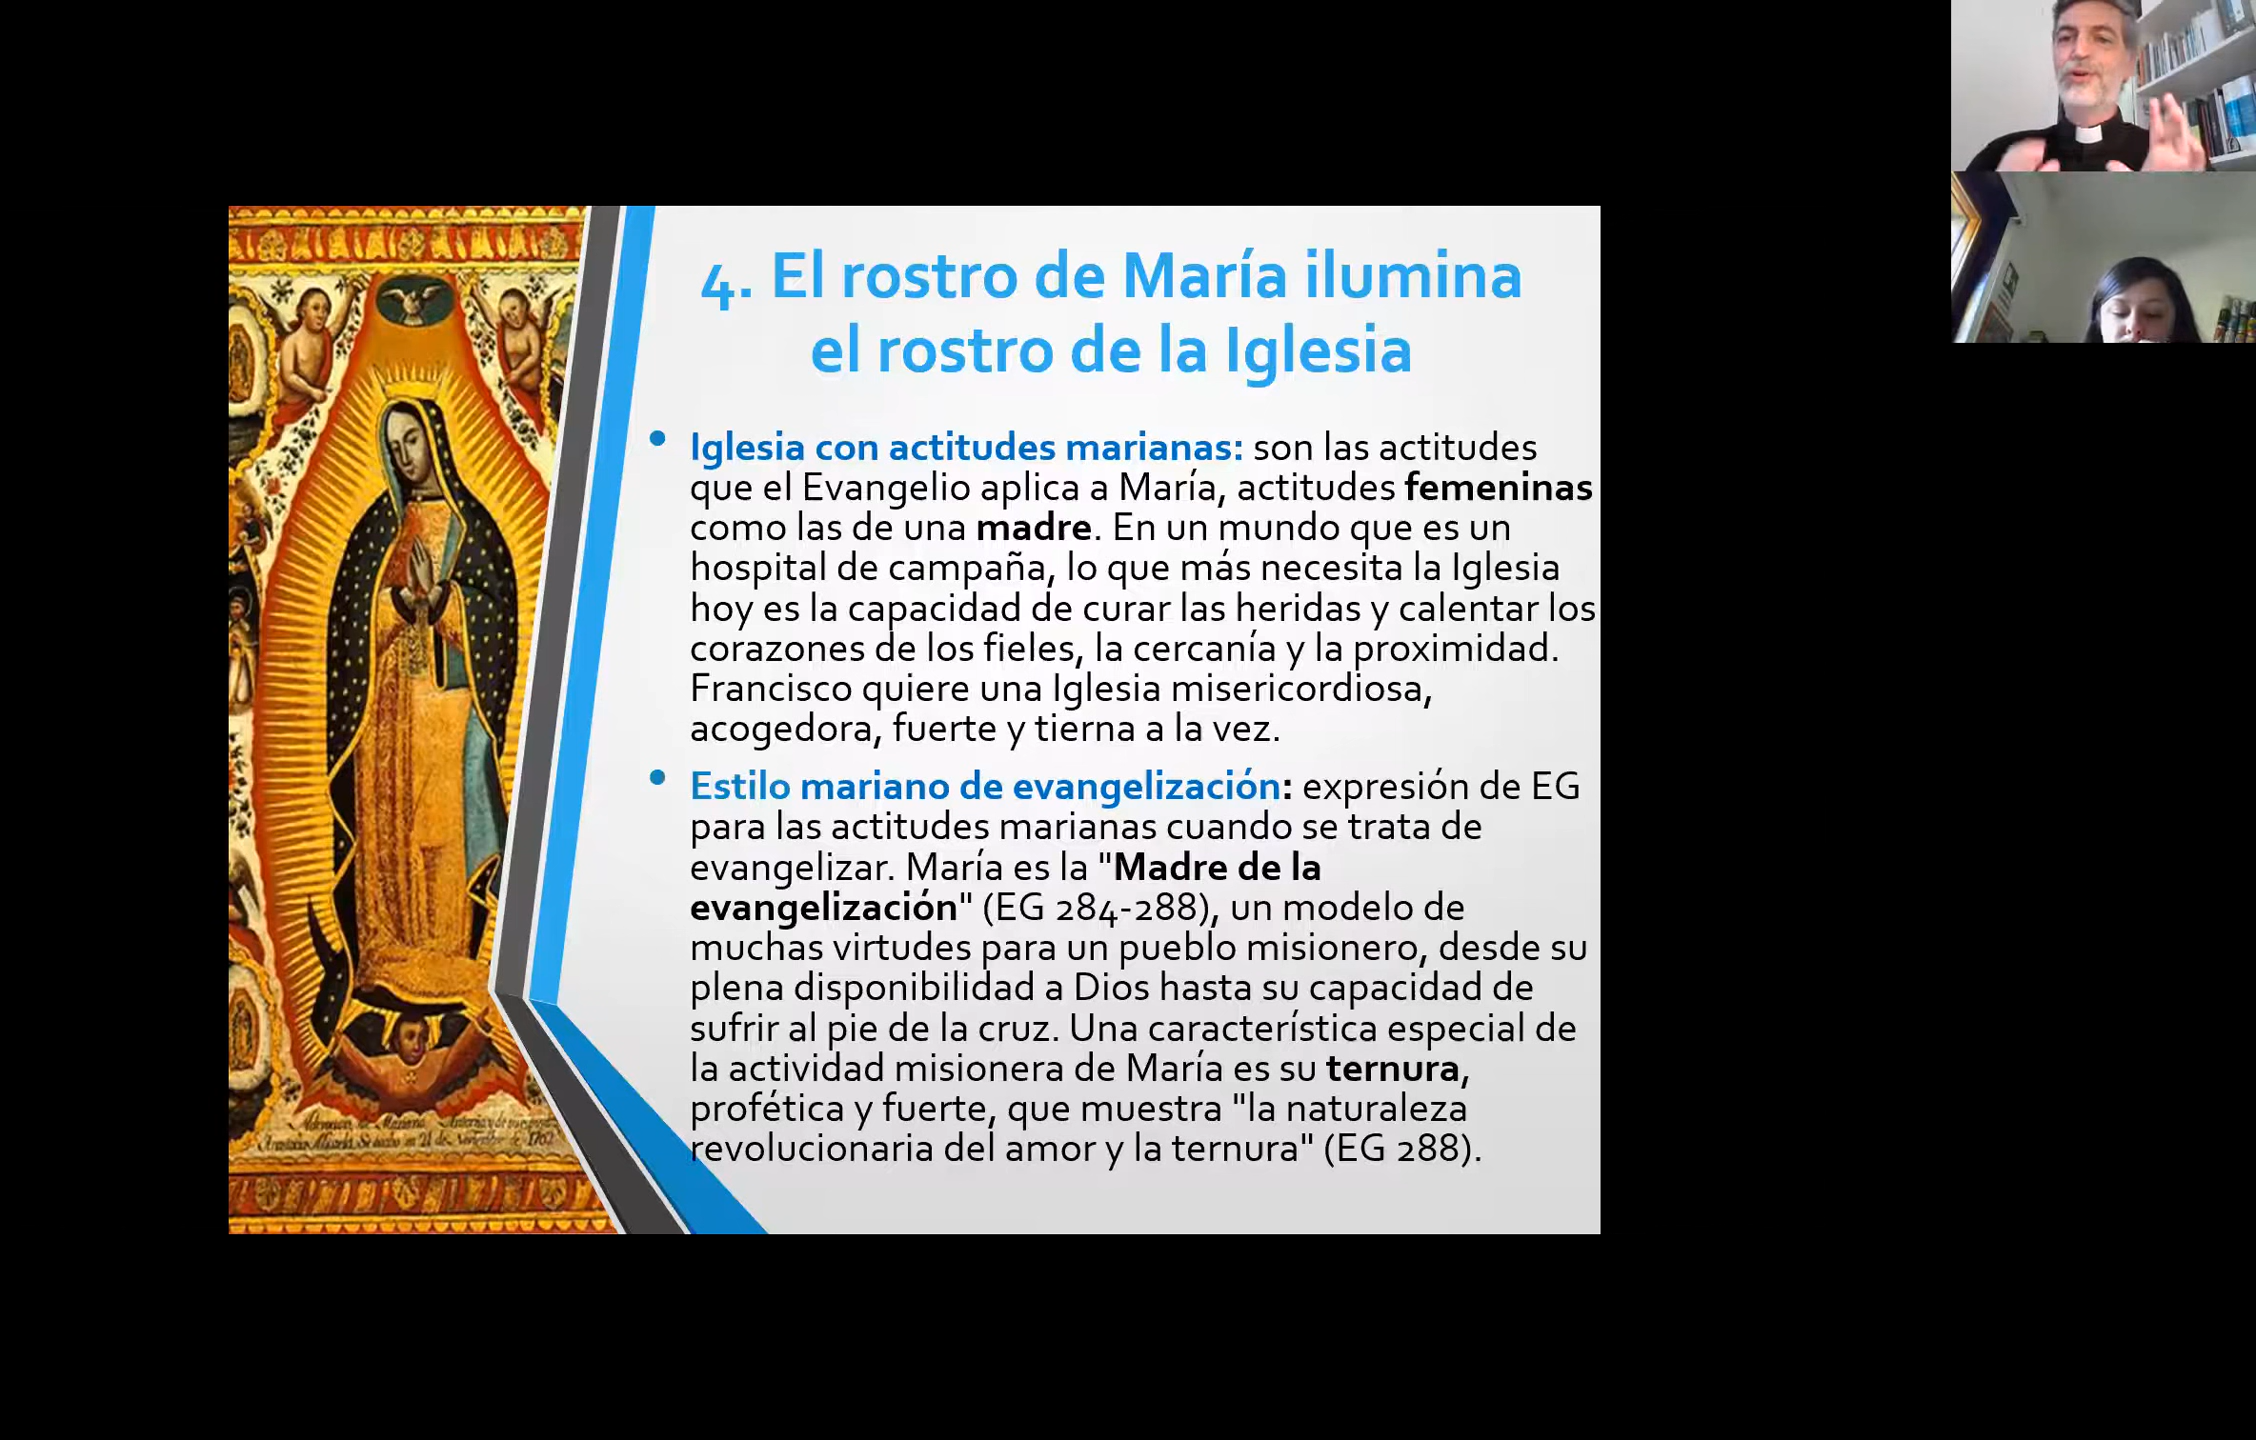 4. El rostro de María ilumina
el rostro de la Iglesia
• Iglesia con actitudes marianas: son las actitudes
que el Evangelio aplica a María, actitudes femeninas
como las de una madre. En un mundo que es un
hospital de campaña, lo que más necesita la Iglesia
hoy es la capacidad de curar las heridas y calentar los
corazones de los fieles, la cercanía y la proximidad.
Francisco quiere una Iglesia misericordiosa,
acogedora, fuerte y tierna a la vez.
• Estilo mariano de evangelización: expresión de EG
para las actitudes marianas cuando se trata de
evangelizar. María es la "Madre de la
evangelización" (EG 284-288), un modelo de
muchas virtudes para un pueblo misionero, desde su
plena disponibilidad a Dios hasta su capacidad de
sufrir al pie de la cruz. Una característica especial de
la actividad misionera de María es su ternura,
profética y fuerte, que muestra "la naturaleza
revolucionaria del amor y la ternura" (EG 288).